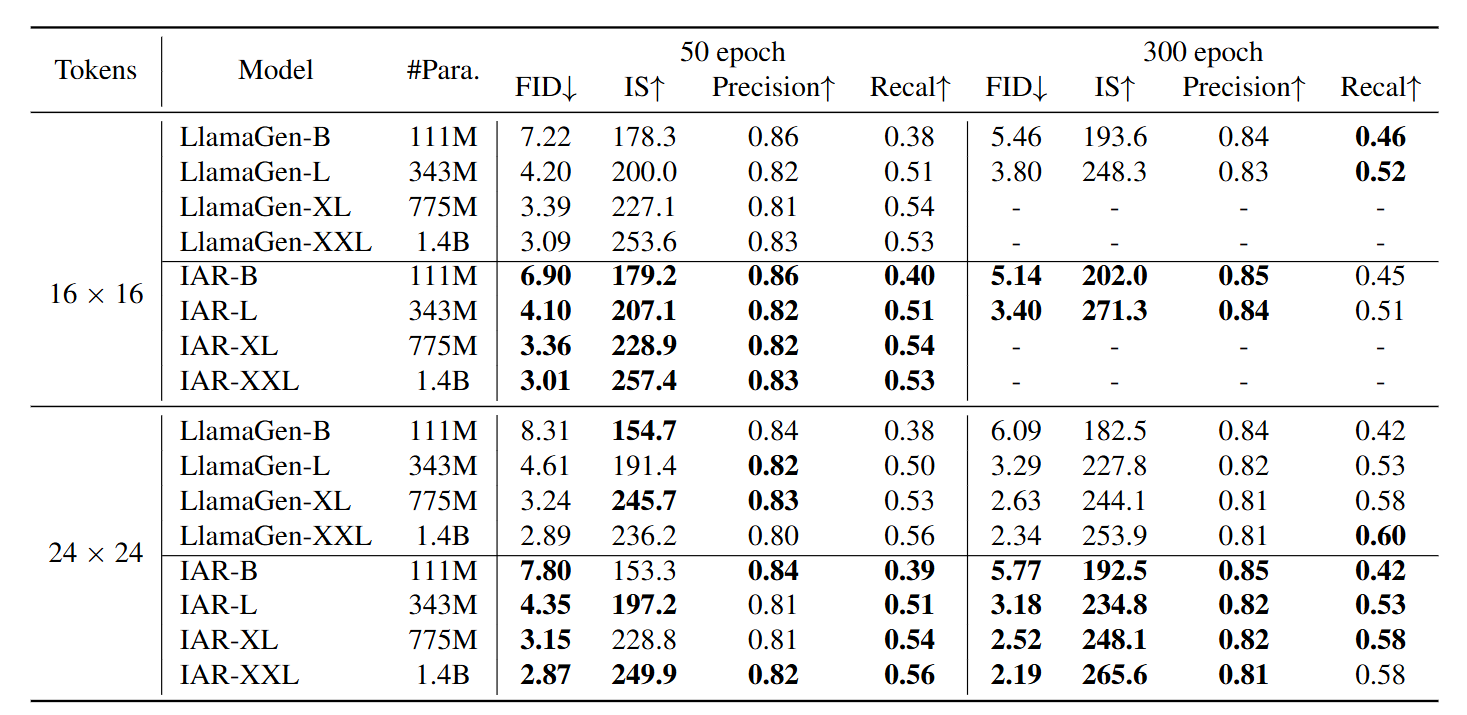 50 epoch 300 epoch
Tokens Model #Para.
FID↓ IS↑ Precision↑ Recal↑ FID↓ IS↑ Precision↑ Recal↑
LlamaGen-B 111M 7.22 178.3 0.86 0.38 5.46 193.6 0.84 0.46
LlamaGen-L 343M 4.20 200.0 0.82 0.51 3.80 248.3 0.83 0.52
LlamaGen-XL 775M 3.39 227.1 0.81 0.54 - - - -
LlamaGen-XXL 1.4B 3.09 253.6 0.83 0.53 - - - -
IAR-B 111M 6.90 179.2 0.86 0.40 5.14 202.0 0.85 0.45
16 × 16
IAR-L 343M 4.10 207.1 0.82 0.51 3.40 271.3 0.84 0.51
IAR-XL 775M 3.36 228.9 0.82 0.54 - - - -
IAR-XXL 1.4B 3.01 257.4 0.83 0.53 - - - -
LlamaGen-B 111M 8.31 154.7 0.84 0.38 6.09 182.5 0.84 0.42
LlamaGen-L 343M 4.61 191.4 0.82 0.50 3.29 227.8 0.82 0.53
LlamaGen-XL 775M 3.24 245.7 0.83 0.53 2.63 244.1 0.81 0.58
LlamaGen-XXL 1.4B 2.89 236.2 0.80 0.56 2.34 253.9 0.81 0.60
24 × 24
IAR-B 111M 7.80 153.3 0.84 0.39 5.77 192.5 0.85 0.42
IAR-L 343M 4.35 197.2 0.81 0.51 3.18 234.8 0.82 0.53
IAR-XL 775M 3.15 228.8 0.81 0.54 2.52 248.1 0.82 0.58
IAR-XXL 1.4B 2.87 249.9 0.82 0.56 2.19 265.6 0.81 0.58